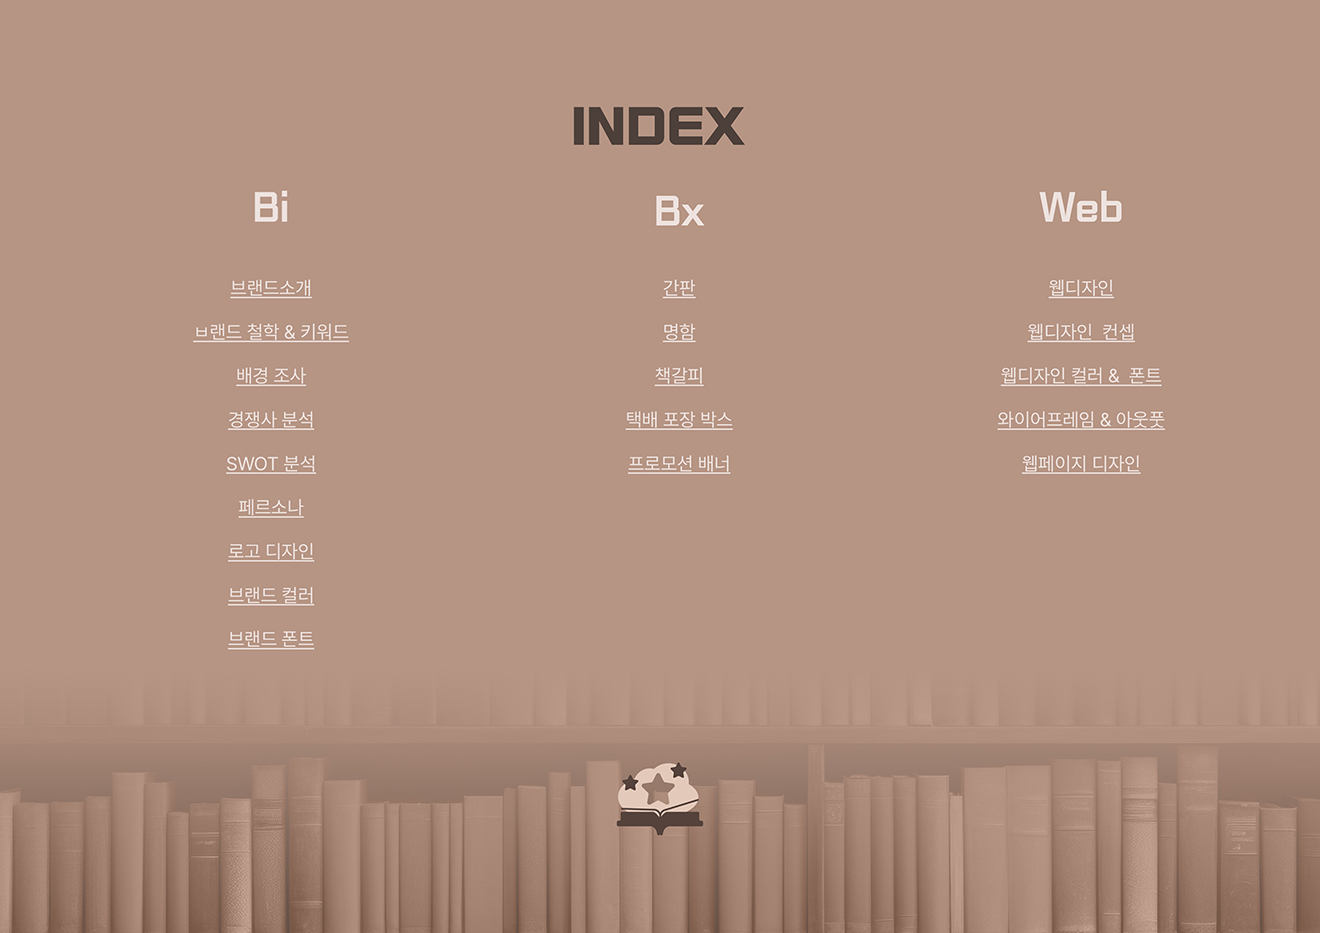 INDEX
Bi
브랜드소개
ㅂ랜드 철학 & 키워드
배경 조사
경쟁사 분석
SWOT 분석
페르소나
로고 디자인
브랜드 컬러
브랜드 폰트
Bx
간판
명함
책갈피
택배 포장 박스
프로모션 배너
Web
웹디자인
웹디자인 컨셉
웹디자인 컬러 & 폰트
와이어프레임 & 아웃풋
웹페이지 디자인